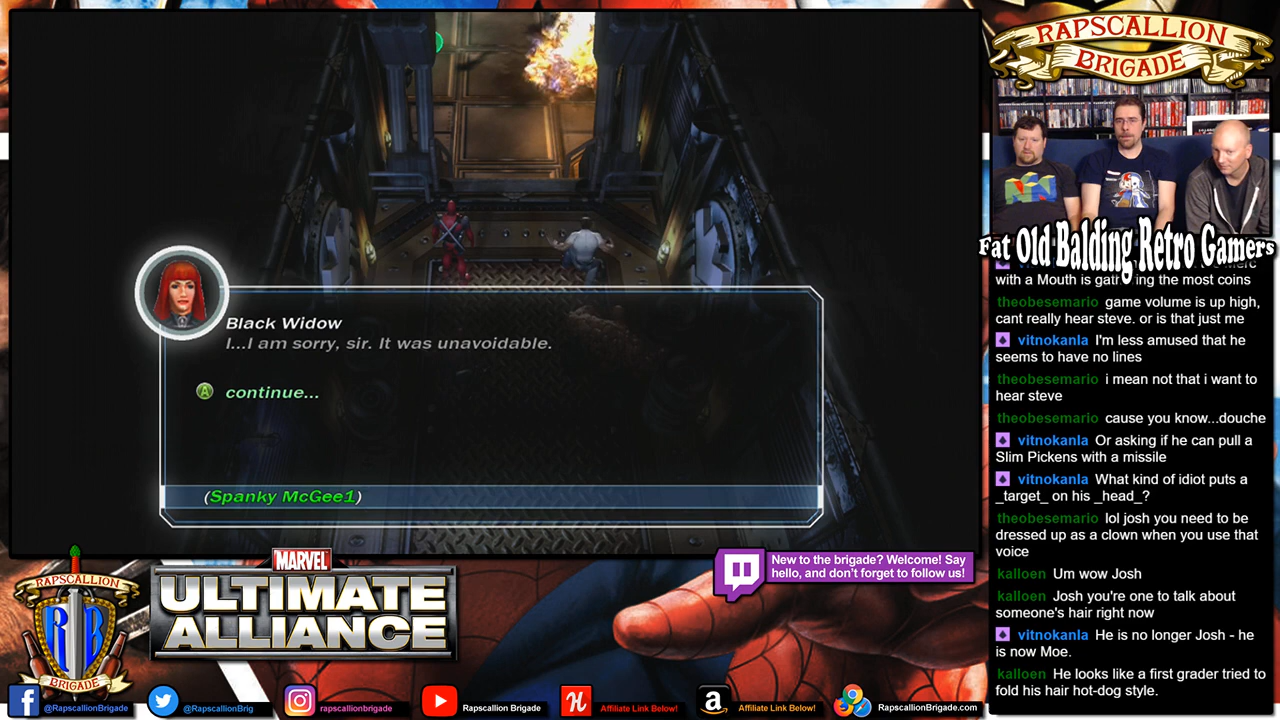 RAPSCALLION
BRIGADE
Fat Old Balding Retro Gamers
with a Mouth is gathering the most coins
theobesemario game volume is up high,
cant really hear steve. or is that just me
vitnokanla I'm less amused that he
seems to have no lines
theobesemario i mean not that i want to
hear steve
theobesemario cause you know...douche
vitnokanla Or asking if he can pull a
Slim Pickens with a missile
vitnokanla What kind of idiot puts a
_target_ on his _head_?
theobesemario lol josh you need to be
dressed up as a clown when you use that
voice
kalloen Um wow Josh
kalloen Josh you're one to talk about
someone's hair right now
vitnokanla He is no longer Josh - he
is now Moe.
kalloen He looks like a first grader tried to
fold his hair hot-dog style.
Black Widow
I...I am sorry, sir. It was unavoidable.
A continue...
(Spanky McGee1)
New to the brigade? Welcome! Say
hello, and don't forget to follow us!
RAPSCALLION
RB
BRIGADE
MARVEL
ULTIMATE
ALLIANCE
@RapscallionBrigade
@RapscallionBrig
rapscallionbrigade
Rapscallion Brigade
Affiliate Link Below!
Affiliate Link Below!
RapscallionBrigade.com